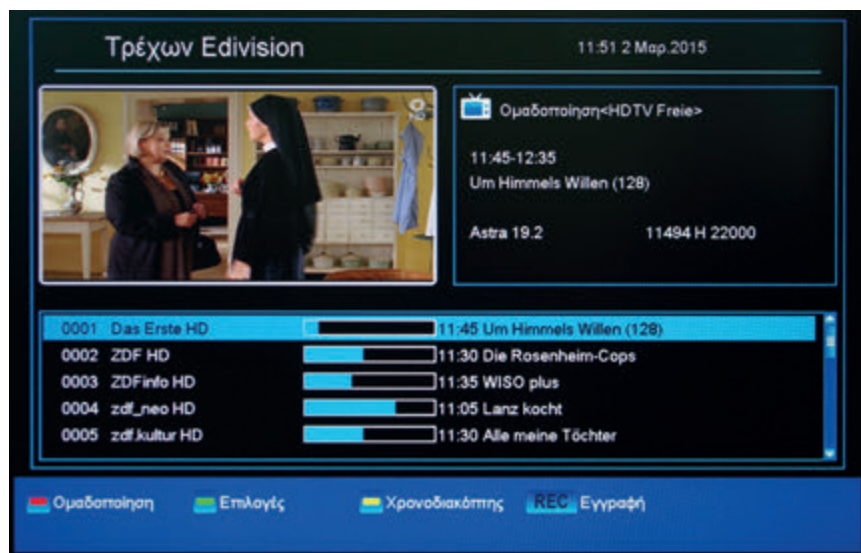 Τρέχων Edivision
11:51 2 Μαρ.2015
HD
Ομαδοποίηση<HDTV Freie>
11:45-12:35
Um Himmels Willen (128)
Astra 19.2 11494 H 22000
0001 Das Erste HD 11:45 Um Himmels Willen (128)
0002 ZDF HD 11:30 Die Rosenheim-Cops
0003 ZDFinfo HD 11:35 WISO plus
0004 zdf_neo HD 11:05 Lanz kocht
0005 zdf.kultur HD 11:30 Alle meine Töchter
Ομαδοποίηση Επιλογές Χρονοδιακόπτης REC Εγγραφή